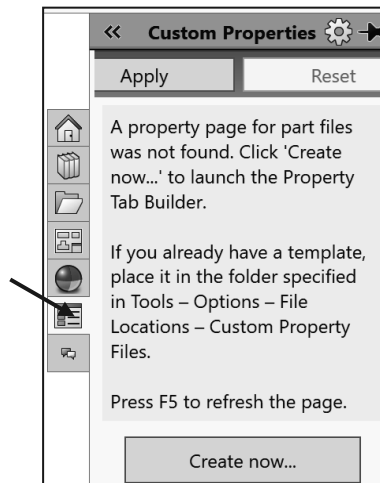 Custom Properties
Apply
Reset
A property page for part files
was not found. Click 'Create
now...' to launch the Property
Tab Builder.
If you already have a template,
place it in the folder specified
in Tools – Options – File
Locations – Custom Property
Files.
Press F5 to refresh the page.
Create now...